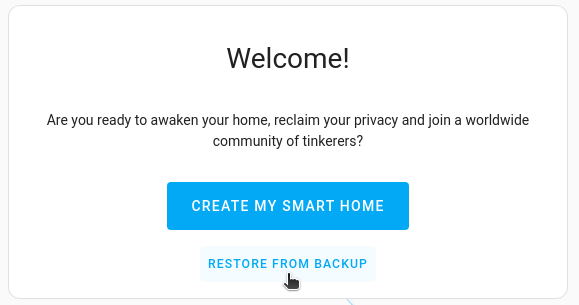 Welcome!
Are you ready to awaken your home, reclaim your privacy and join a worldwide
community of tinkerers?
CREATE MY SMART HOME
RESTORE FROM BACKUP